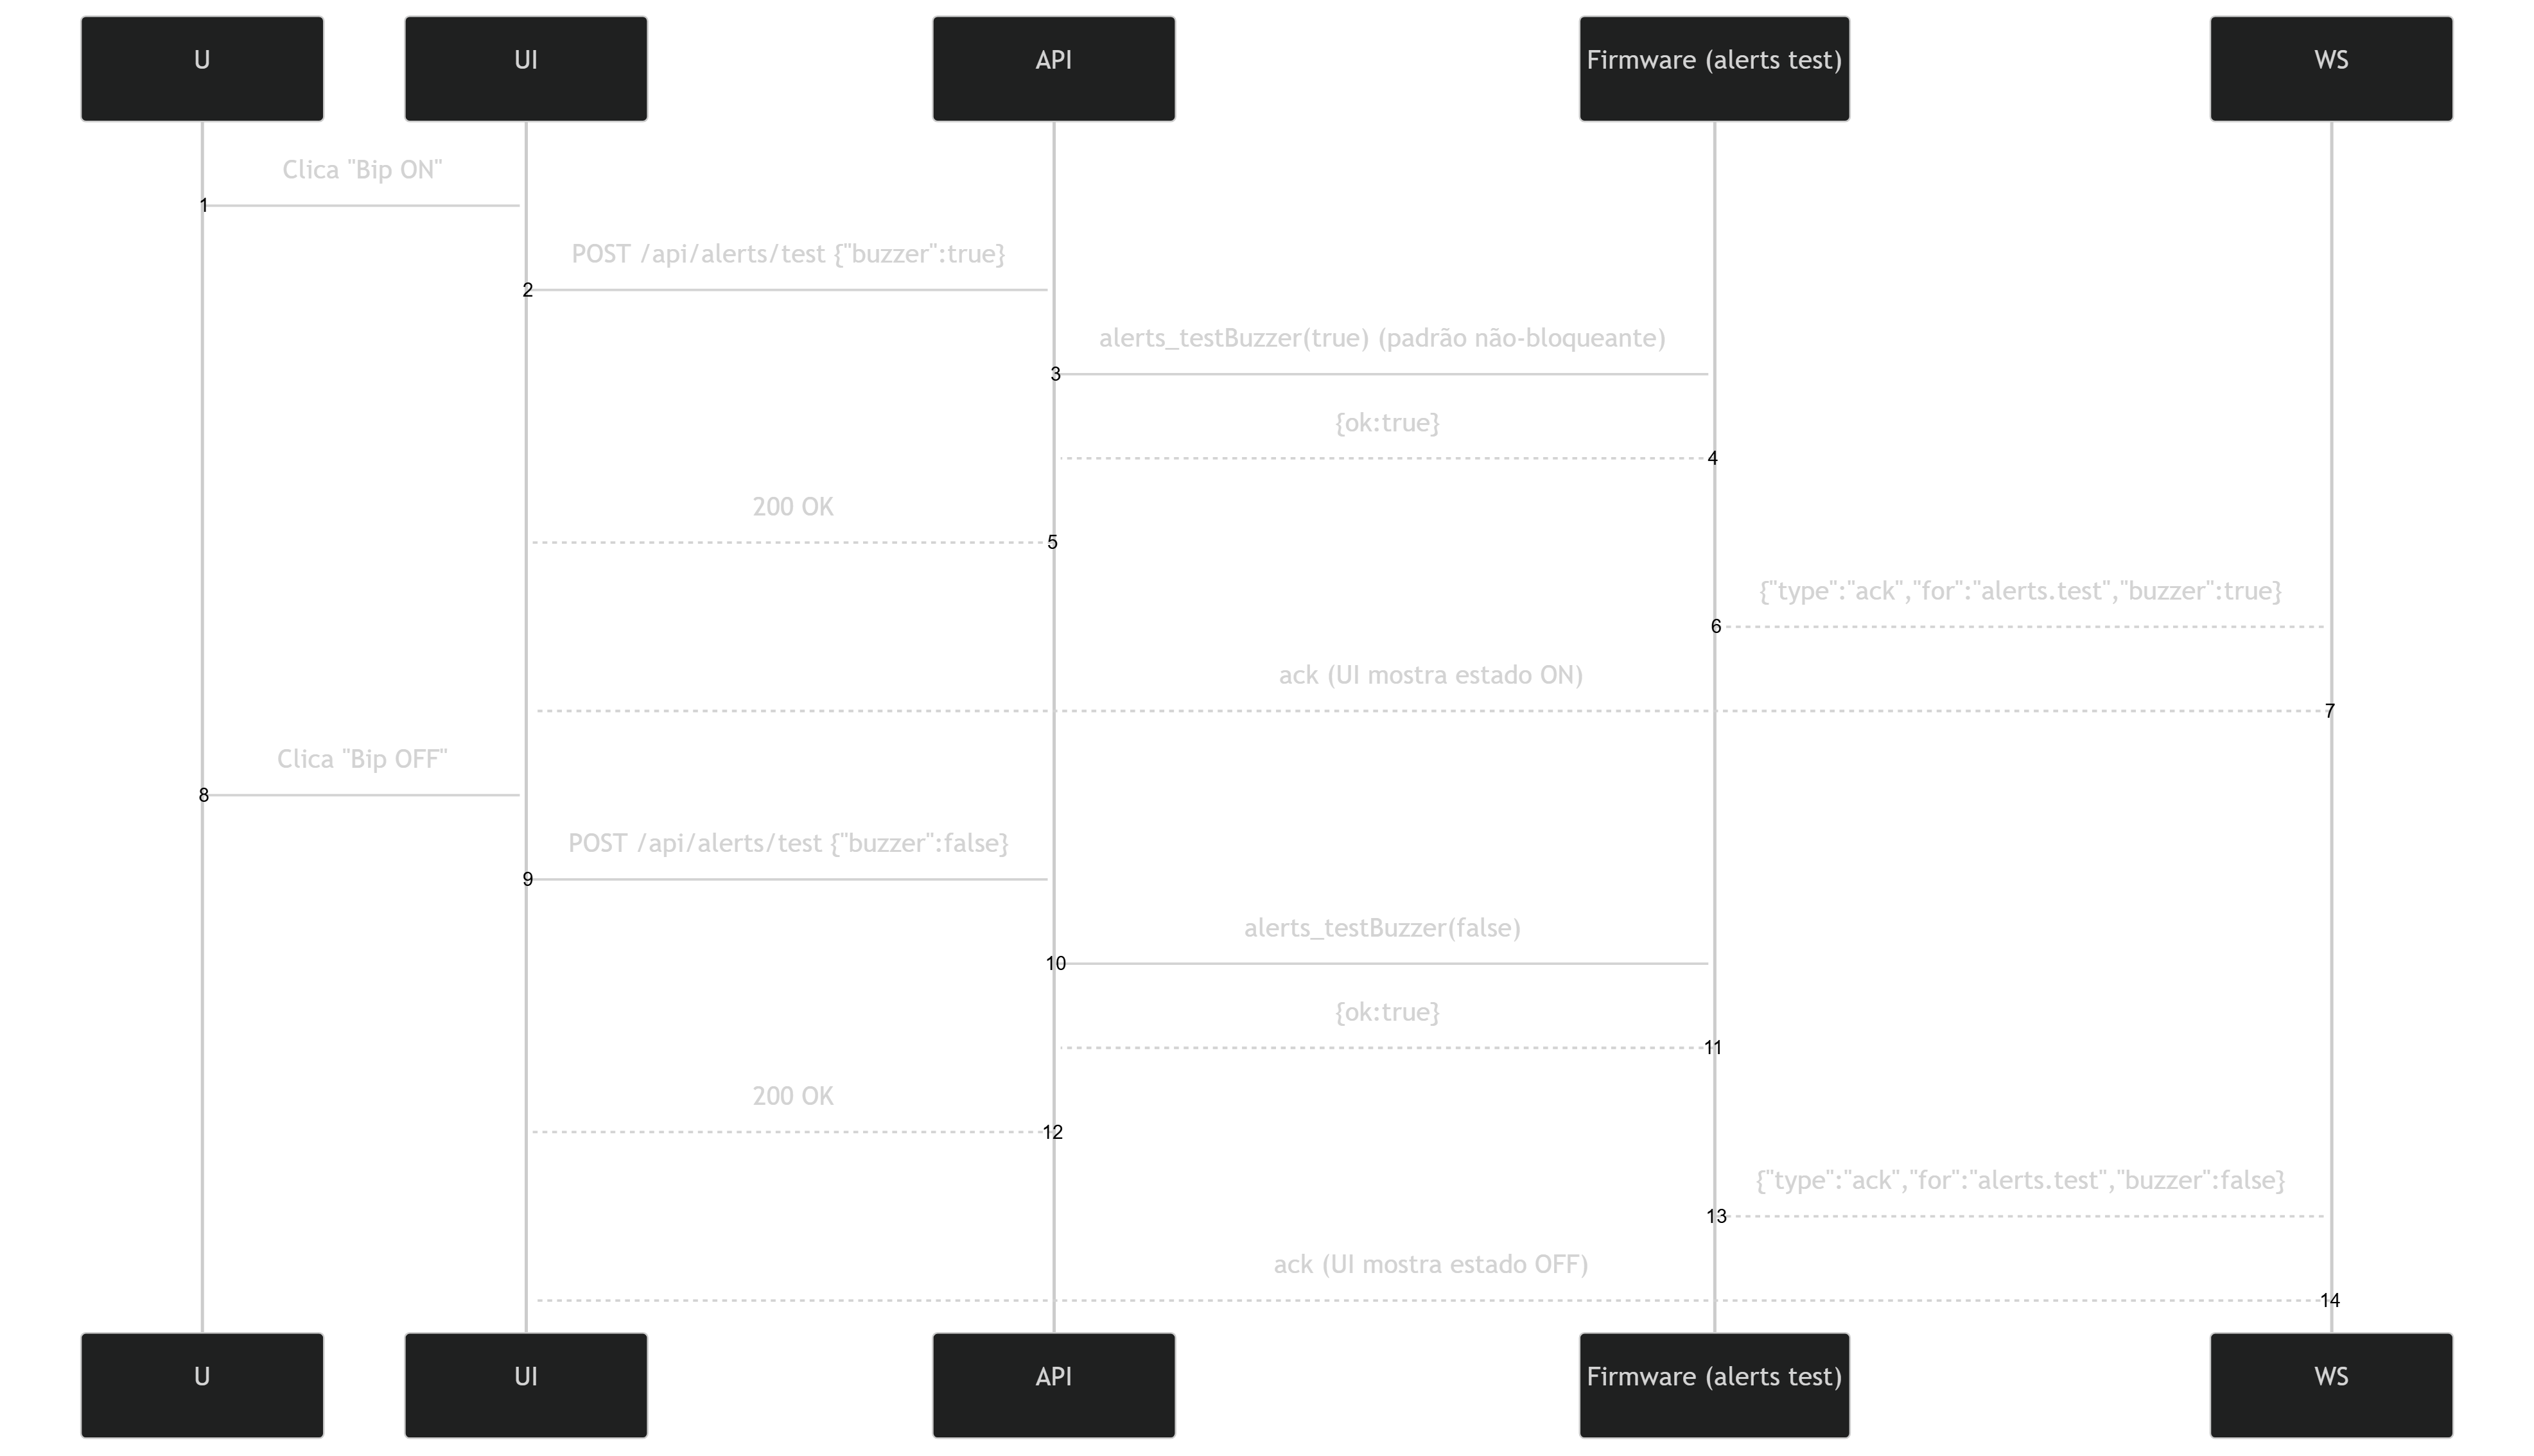 U
UI
API
Firmware (alerts test)
WS
Clica "Bip ON"
1
POST /api/alerts/test {"buzzer":true}
2
alerts_testBuzzer(true) (padrão não-bloqueante)
3
{ok:true}
4
200 OK
5
{"type":"ack","for":"alerts.test","buzzer":true}
6
ack (UI mostra estado ON)
7
Clica "Bip OFF"
8
POST /api/alerts/test {"buzzer":false}
9
alerts_testBuzzer(false)
10
{ok:true}
11
200 OK
12
{"type":"ack","for":"alerts.test","buzzer":false}
13
ack (UI mostra estado OFF)
14
U
UI
API
Firmware (alerts test)
WS